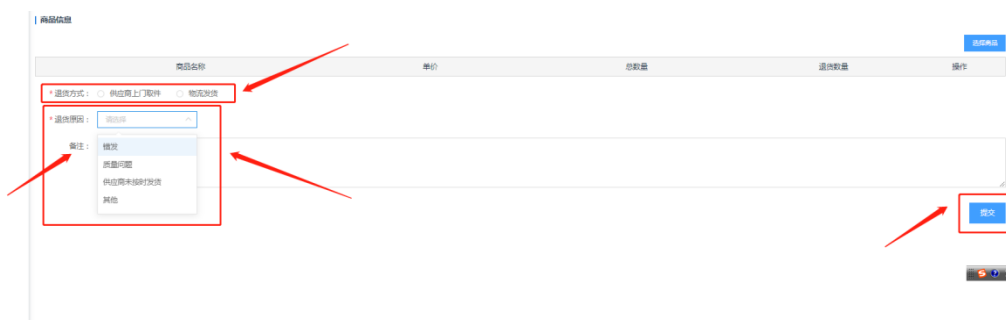 商品信息
选择商品
商品名称 单价 总数量 退货数量 操作
* 退货方式： 供应商上门取件 物流发货
* 退货原因： 请选择
备注：
错发
质量问题
供应商未按时发货
其他
提交